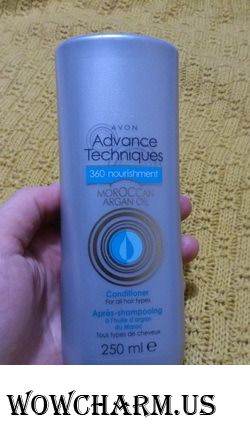 AVON
Advance
Techniques
360 nourishment
MOROCCAN
ARGAN OIL
Conditioner
For all hair types
Après-shampooing
à l'huile d'argan
du Maroc
Tous types de cheveux
250 ml e
WOWCHARM.US